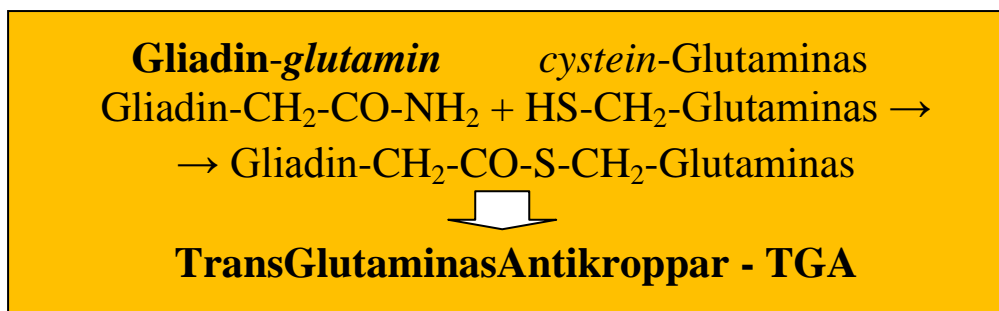 Gliadin-glutamin cystein-Glutaminas
Gliadin-CH₂-CO-NH₂ + HS-CH₂-Glutaminas →
→ Gliadin-CH₂-CO-S-CH₂-Glutaminas
TransGlutaminasAntikroppar - TGA